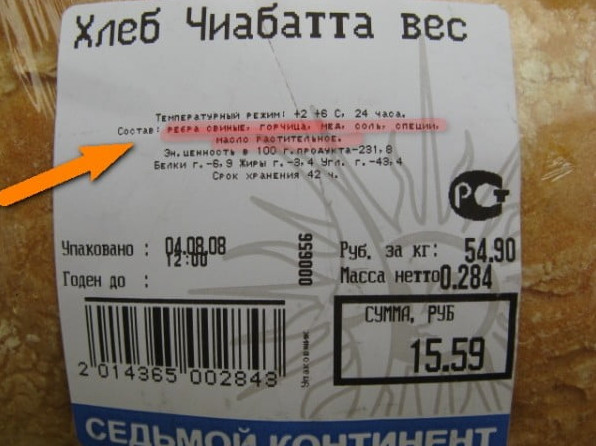 Хлеб Чиабатта вес
Температурный режим: +2 +6 С, 24 часа.
Состав: ребра свиные, горчица, мед, соль, специи,
масло растительное.
Эн.ценность в 100 г.продукта-231,8
Белки г.-6,9 Жиры г.-3,4 Угл. г.-43,4
Срок хранения 42 ч.
РСТ
Упаковано : 04.08.08
12:00
Годен до :
000656
Руб. за кг: 54.90
Масса нетто 0.284
СУММА, РУБ
15.59
Упаковщик
2 014365 002843
СЕДЬМОЙ КОНТИНЕНТ